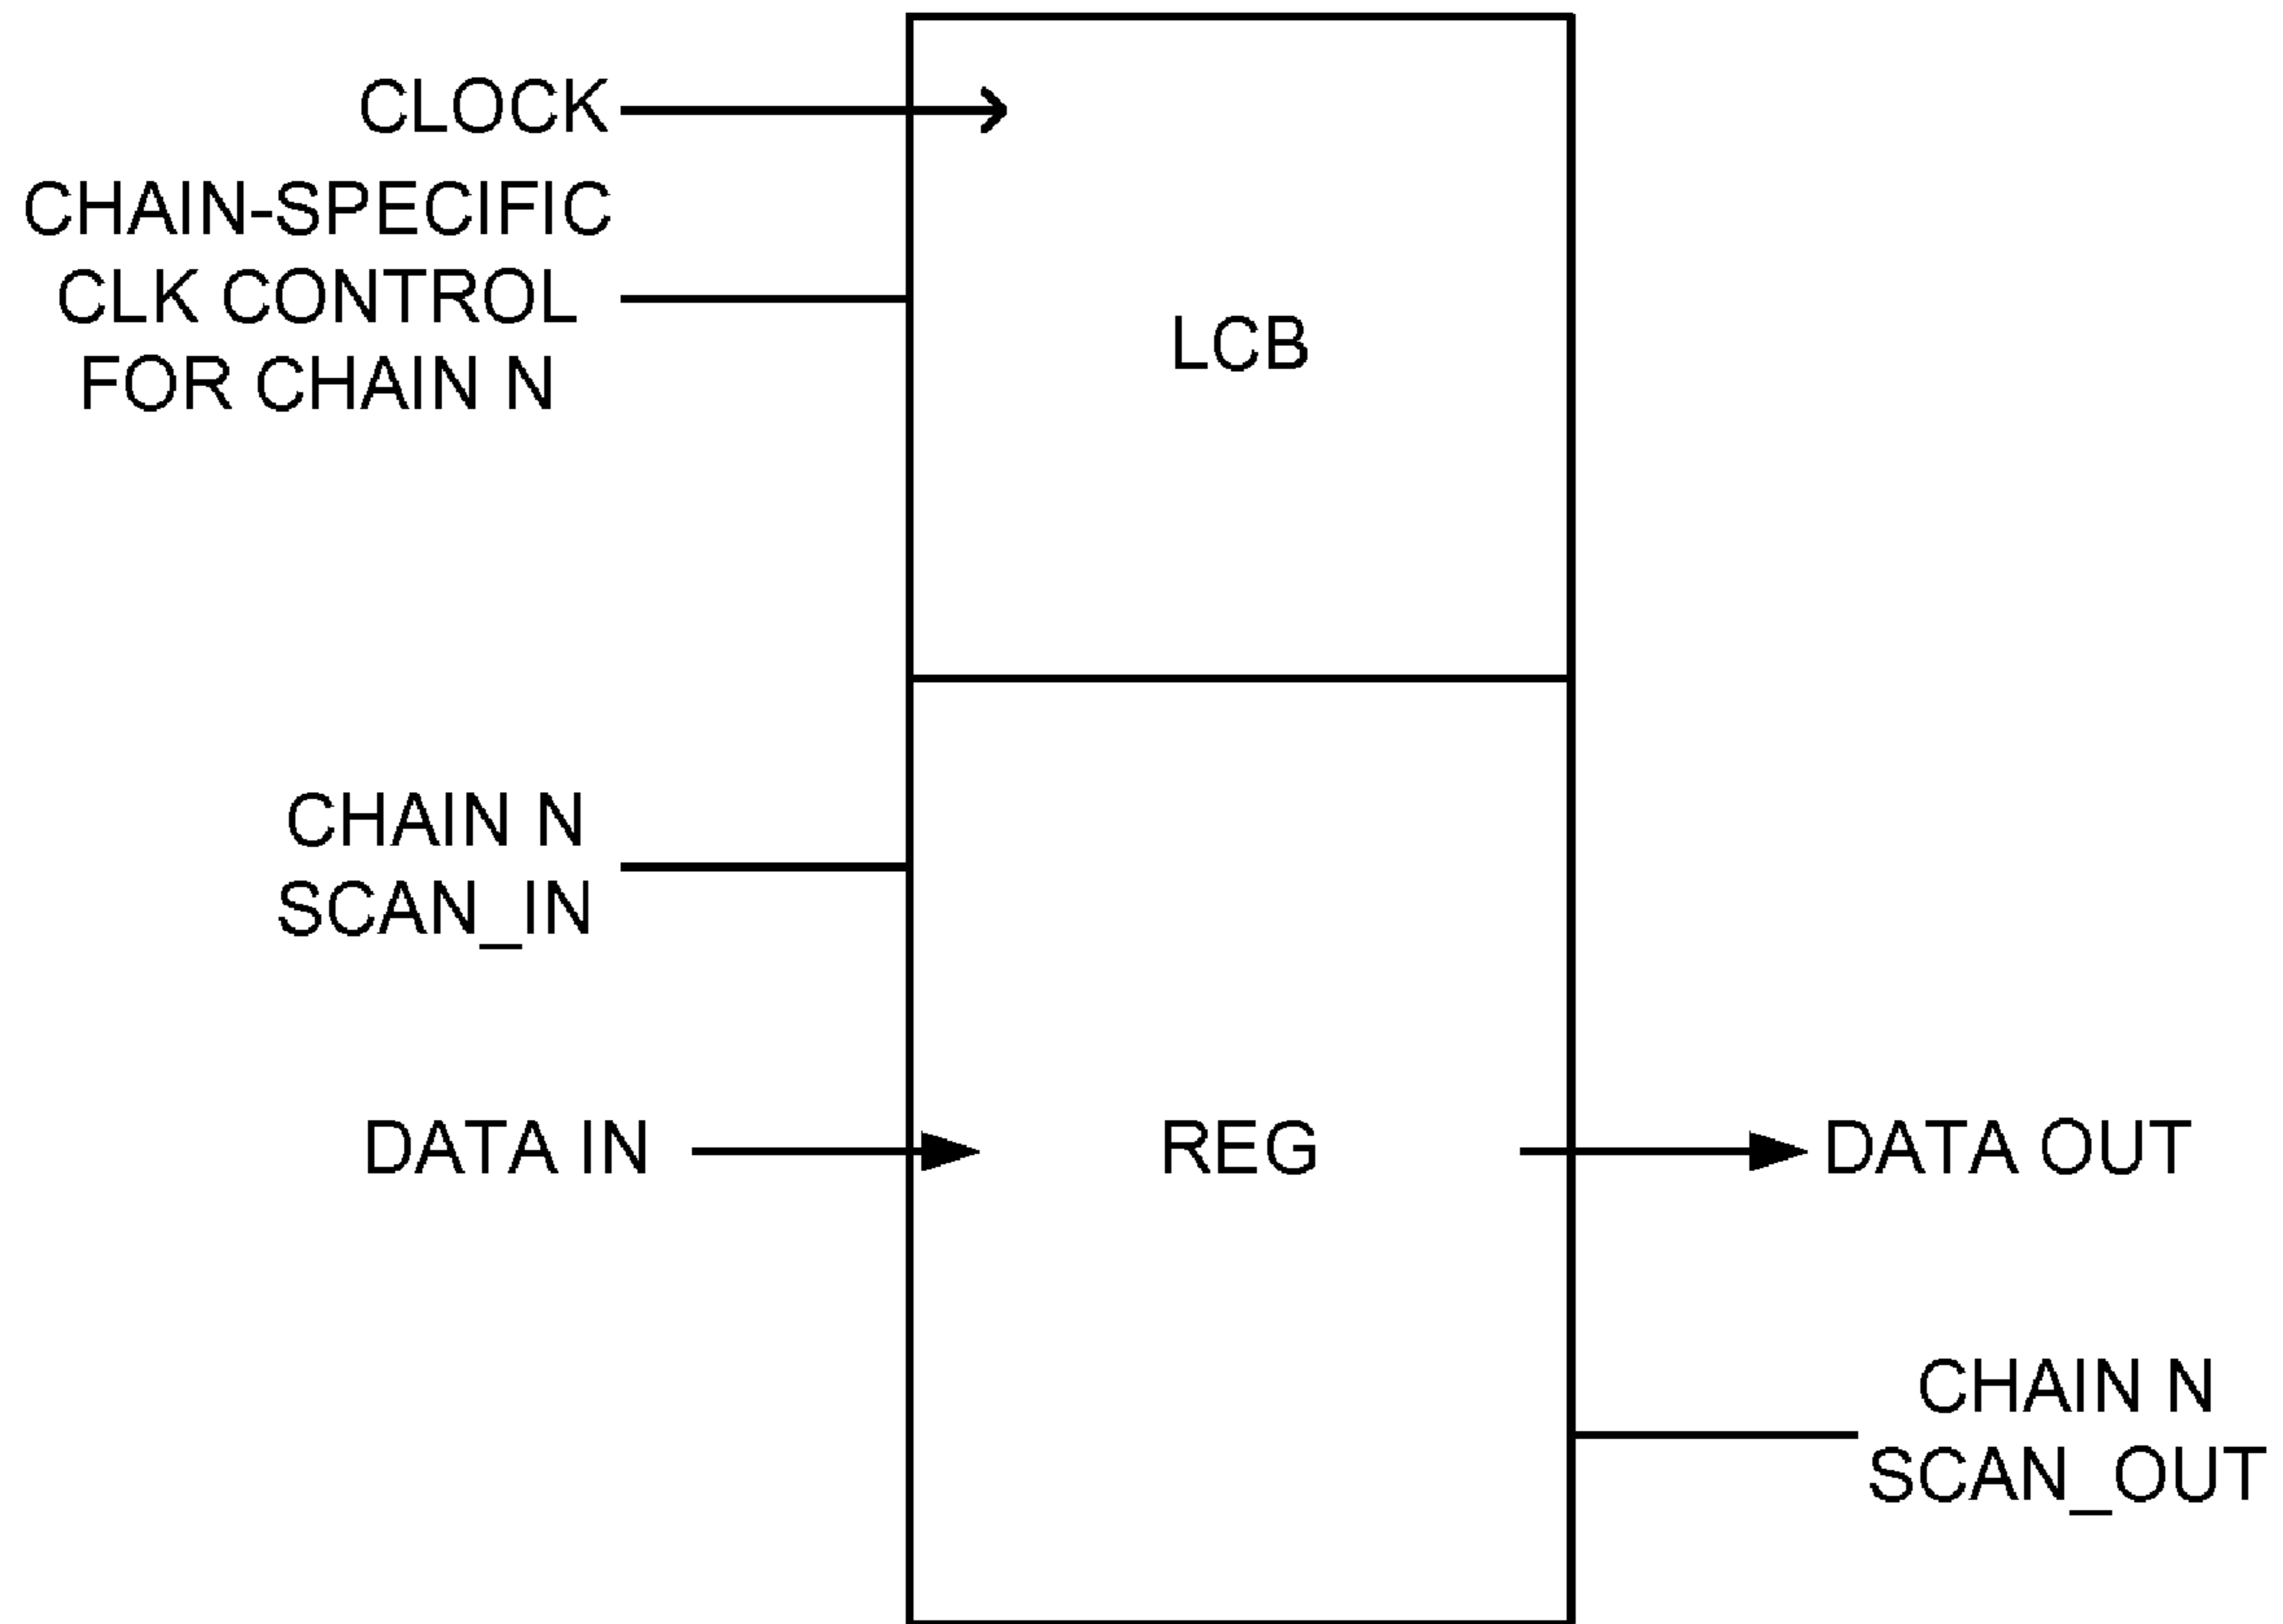 CLOCK
CHAIN-SPECIFIC
CLK CONTROL
FOR CHAIN N
LCB
CHAIN N
SCAN_IN
DATA IN
REG
DATA OUT
CHAIN N
SCAN_OUT